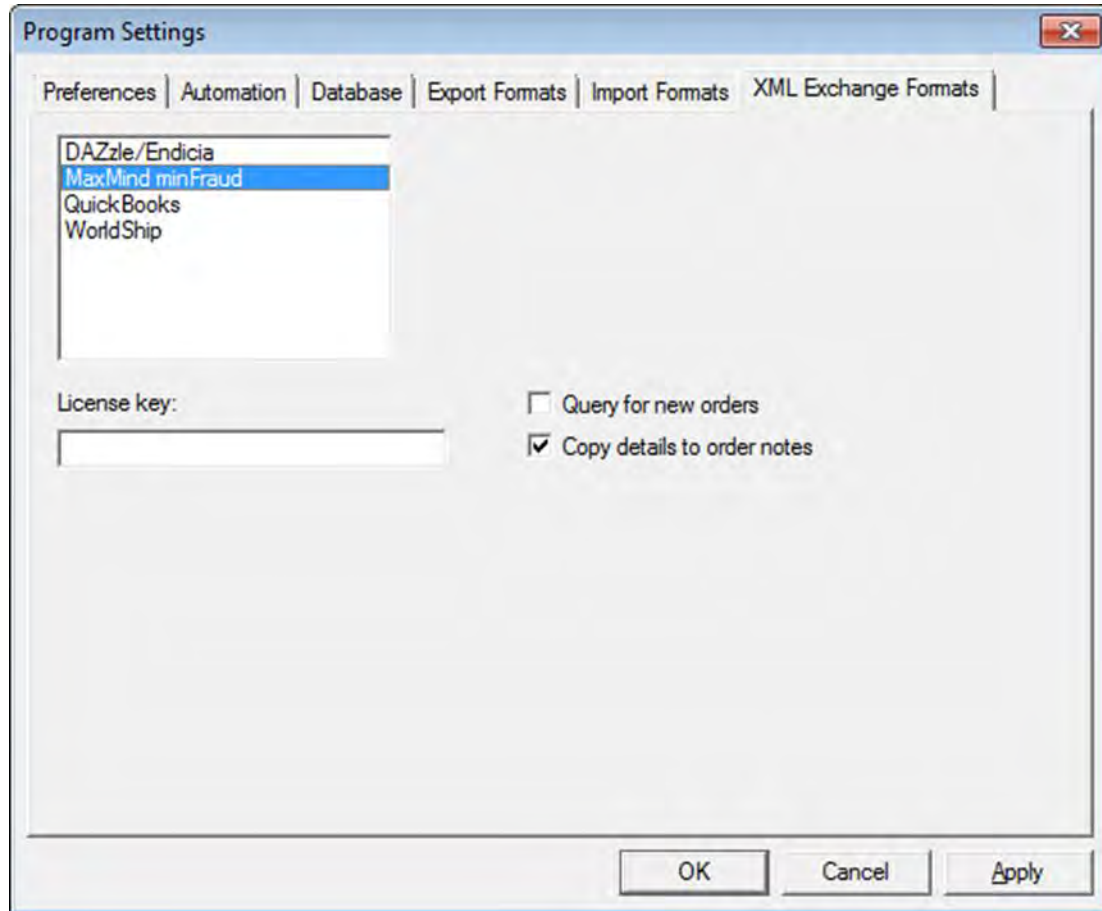 Program Settings
Preferences Automation Database Export Formats Import Formats XML Exchange Formats
DAZzle/Endicia
MaxMind minFraud
QuickBooks
WorldShip
License key:
Query for new orders
Copy details to order notes
OK Cancel Apply